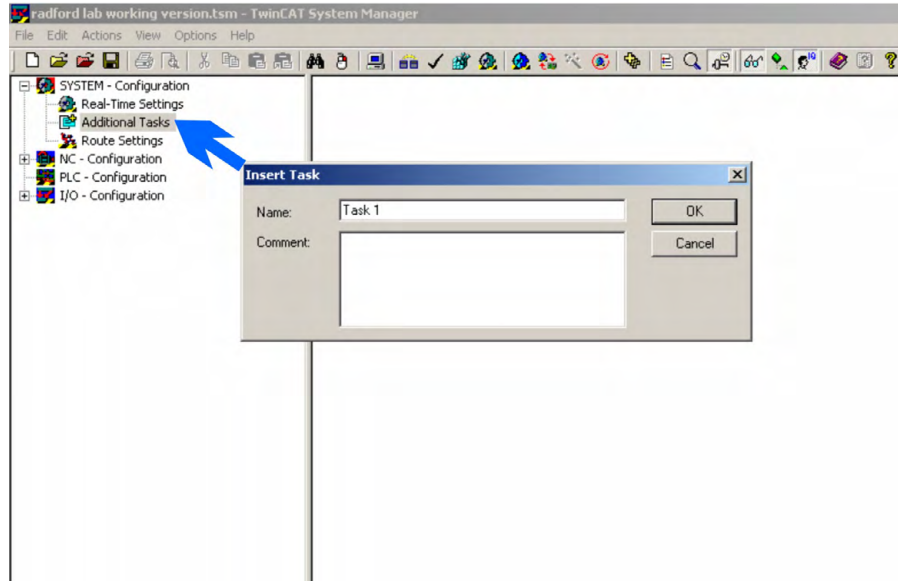 radford lab working version.tsm - TwinCAT System Manager
File Edit Actions View Options Help
SYSTEM - Configuration
Real-Time Settings
Additional Tasks
Route Settings
NC - Configuration
PLC - Configuration
I/O - Configuration
Insert Task
Name:
Task 1
OK
Comment:
Cancel